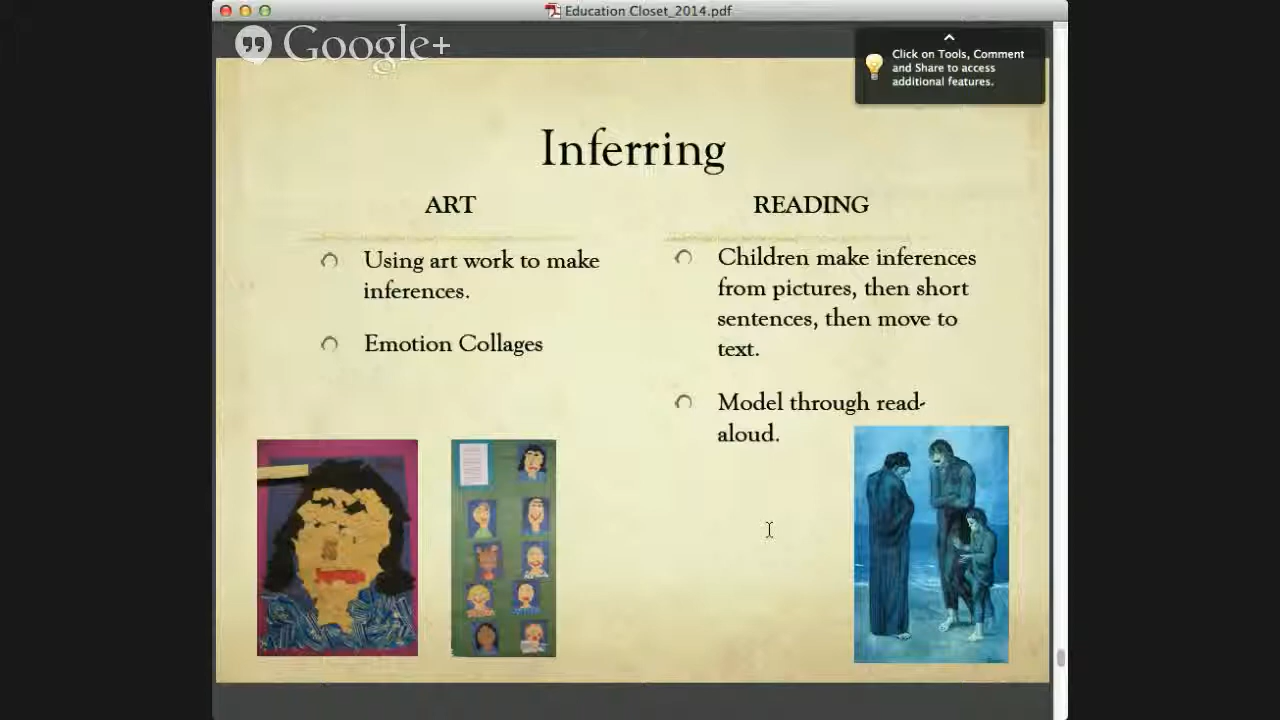 Education Closet_2014.pdf
Google+
Click on Tools, Comment
and Share to access
additional features.
Inferring
ART
Using art work to make
inferences.
Emotion Collages
READING
Children make inferences
from pictures, then short
sentences, then move to
text.
Model through read-
aloud.